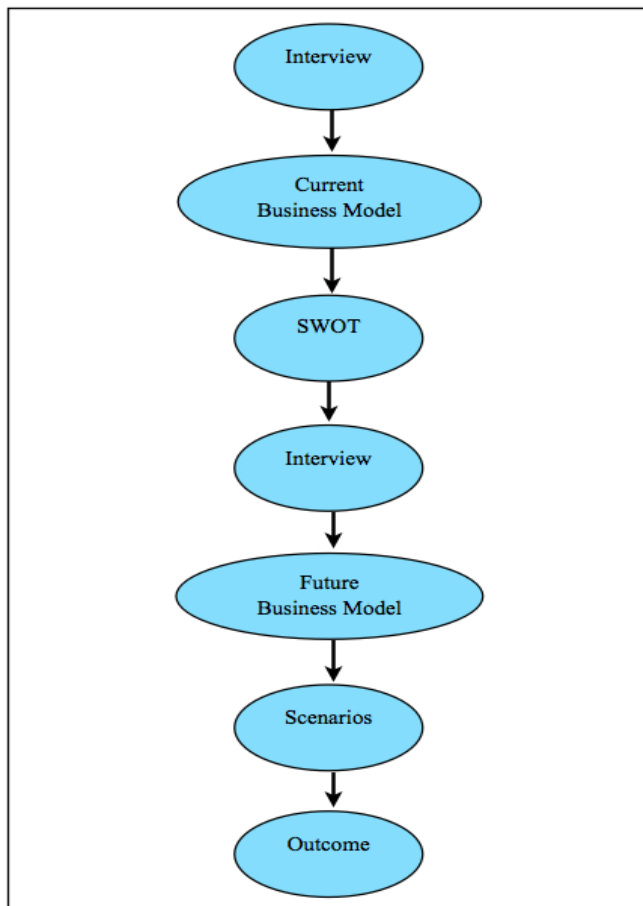 Interview
Current
Business Model
SWOT
Interview
Future
Business Model
Scenarios
Outcome